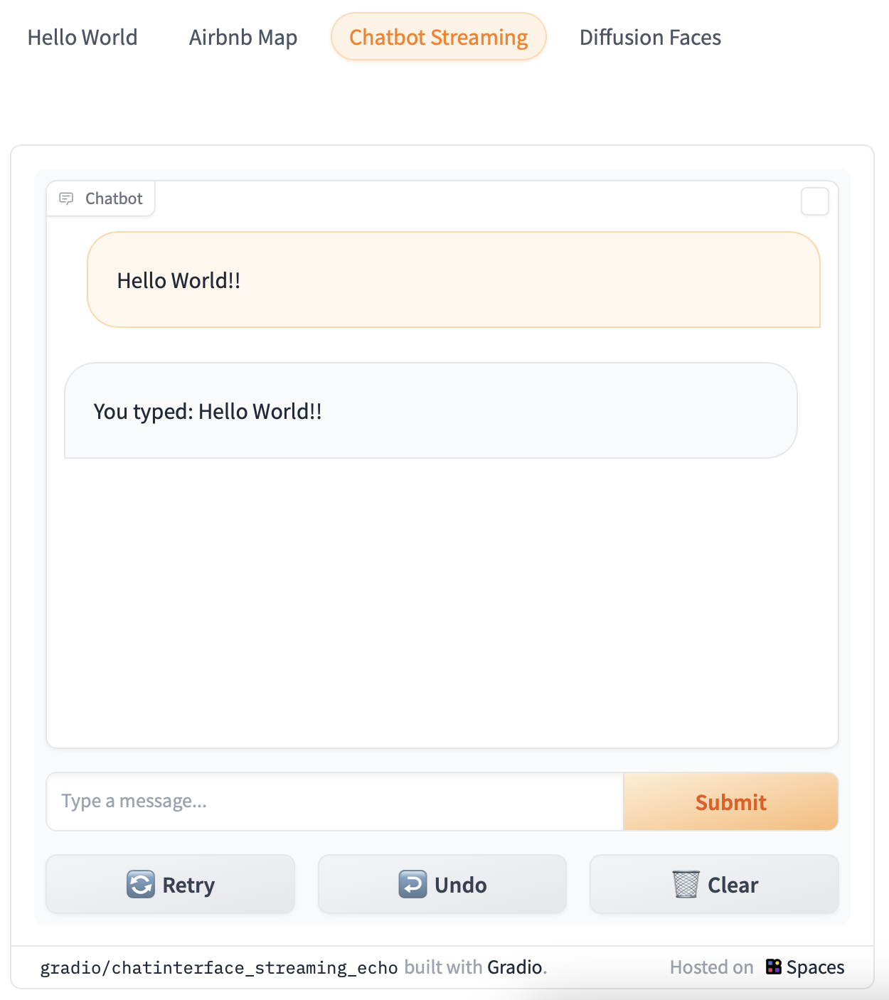 Hello World Airbnb Map Chatbot Streaming Diffusion Faces
Chatbot
Hello World!!
You typed: Hello World!!
Type a message...
Submit
Retry Undo Clear
gradio/chatinterface_streaming_echo built with Gradio. Hosted on Spaces